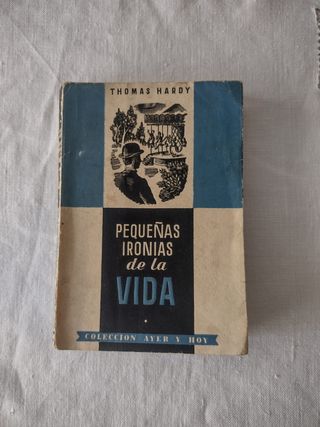 THOMAS HARDY
PEQUEÑAS
IRONIAS
de la
VIDA
COLECCION AYER Y HOY